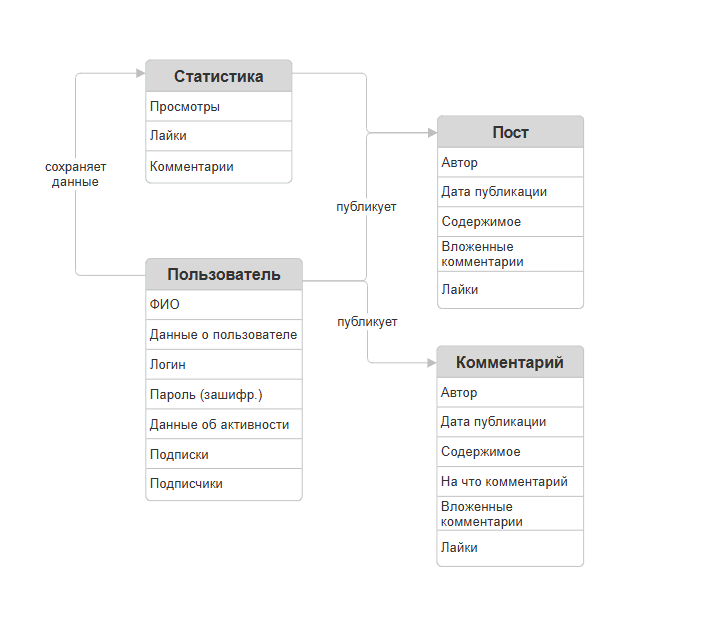 Статистика
Просмотры
Лайки
Комментарии
сохраняет
данные
Пользователь
ФИО
Данные о пользователе
Логин
Пароль (зашифр.)
Данные об активности
Подписки
Подписчики
публикует
публикует
Пост
Автор
Дата публикации
Содержимое
Вложенные
комментарии
Лайки
Комментарий
Автор
Дата публикации
Содержимое
На что комментарий
Вложенные
комментарии
Лайки